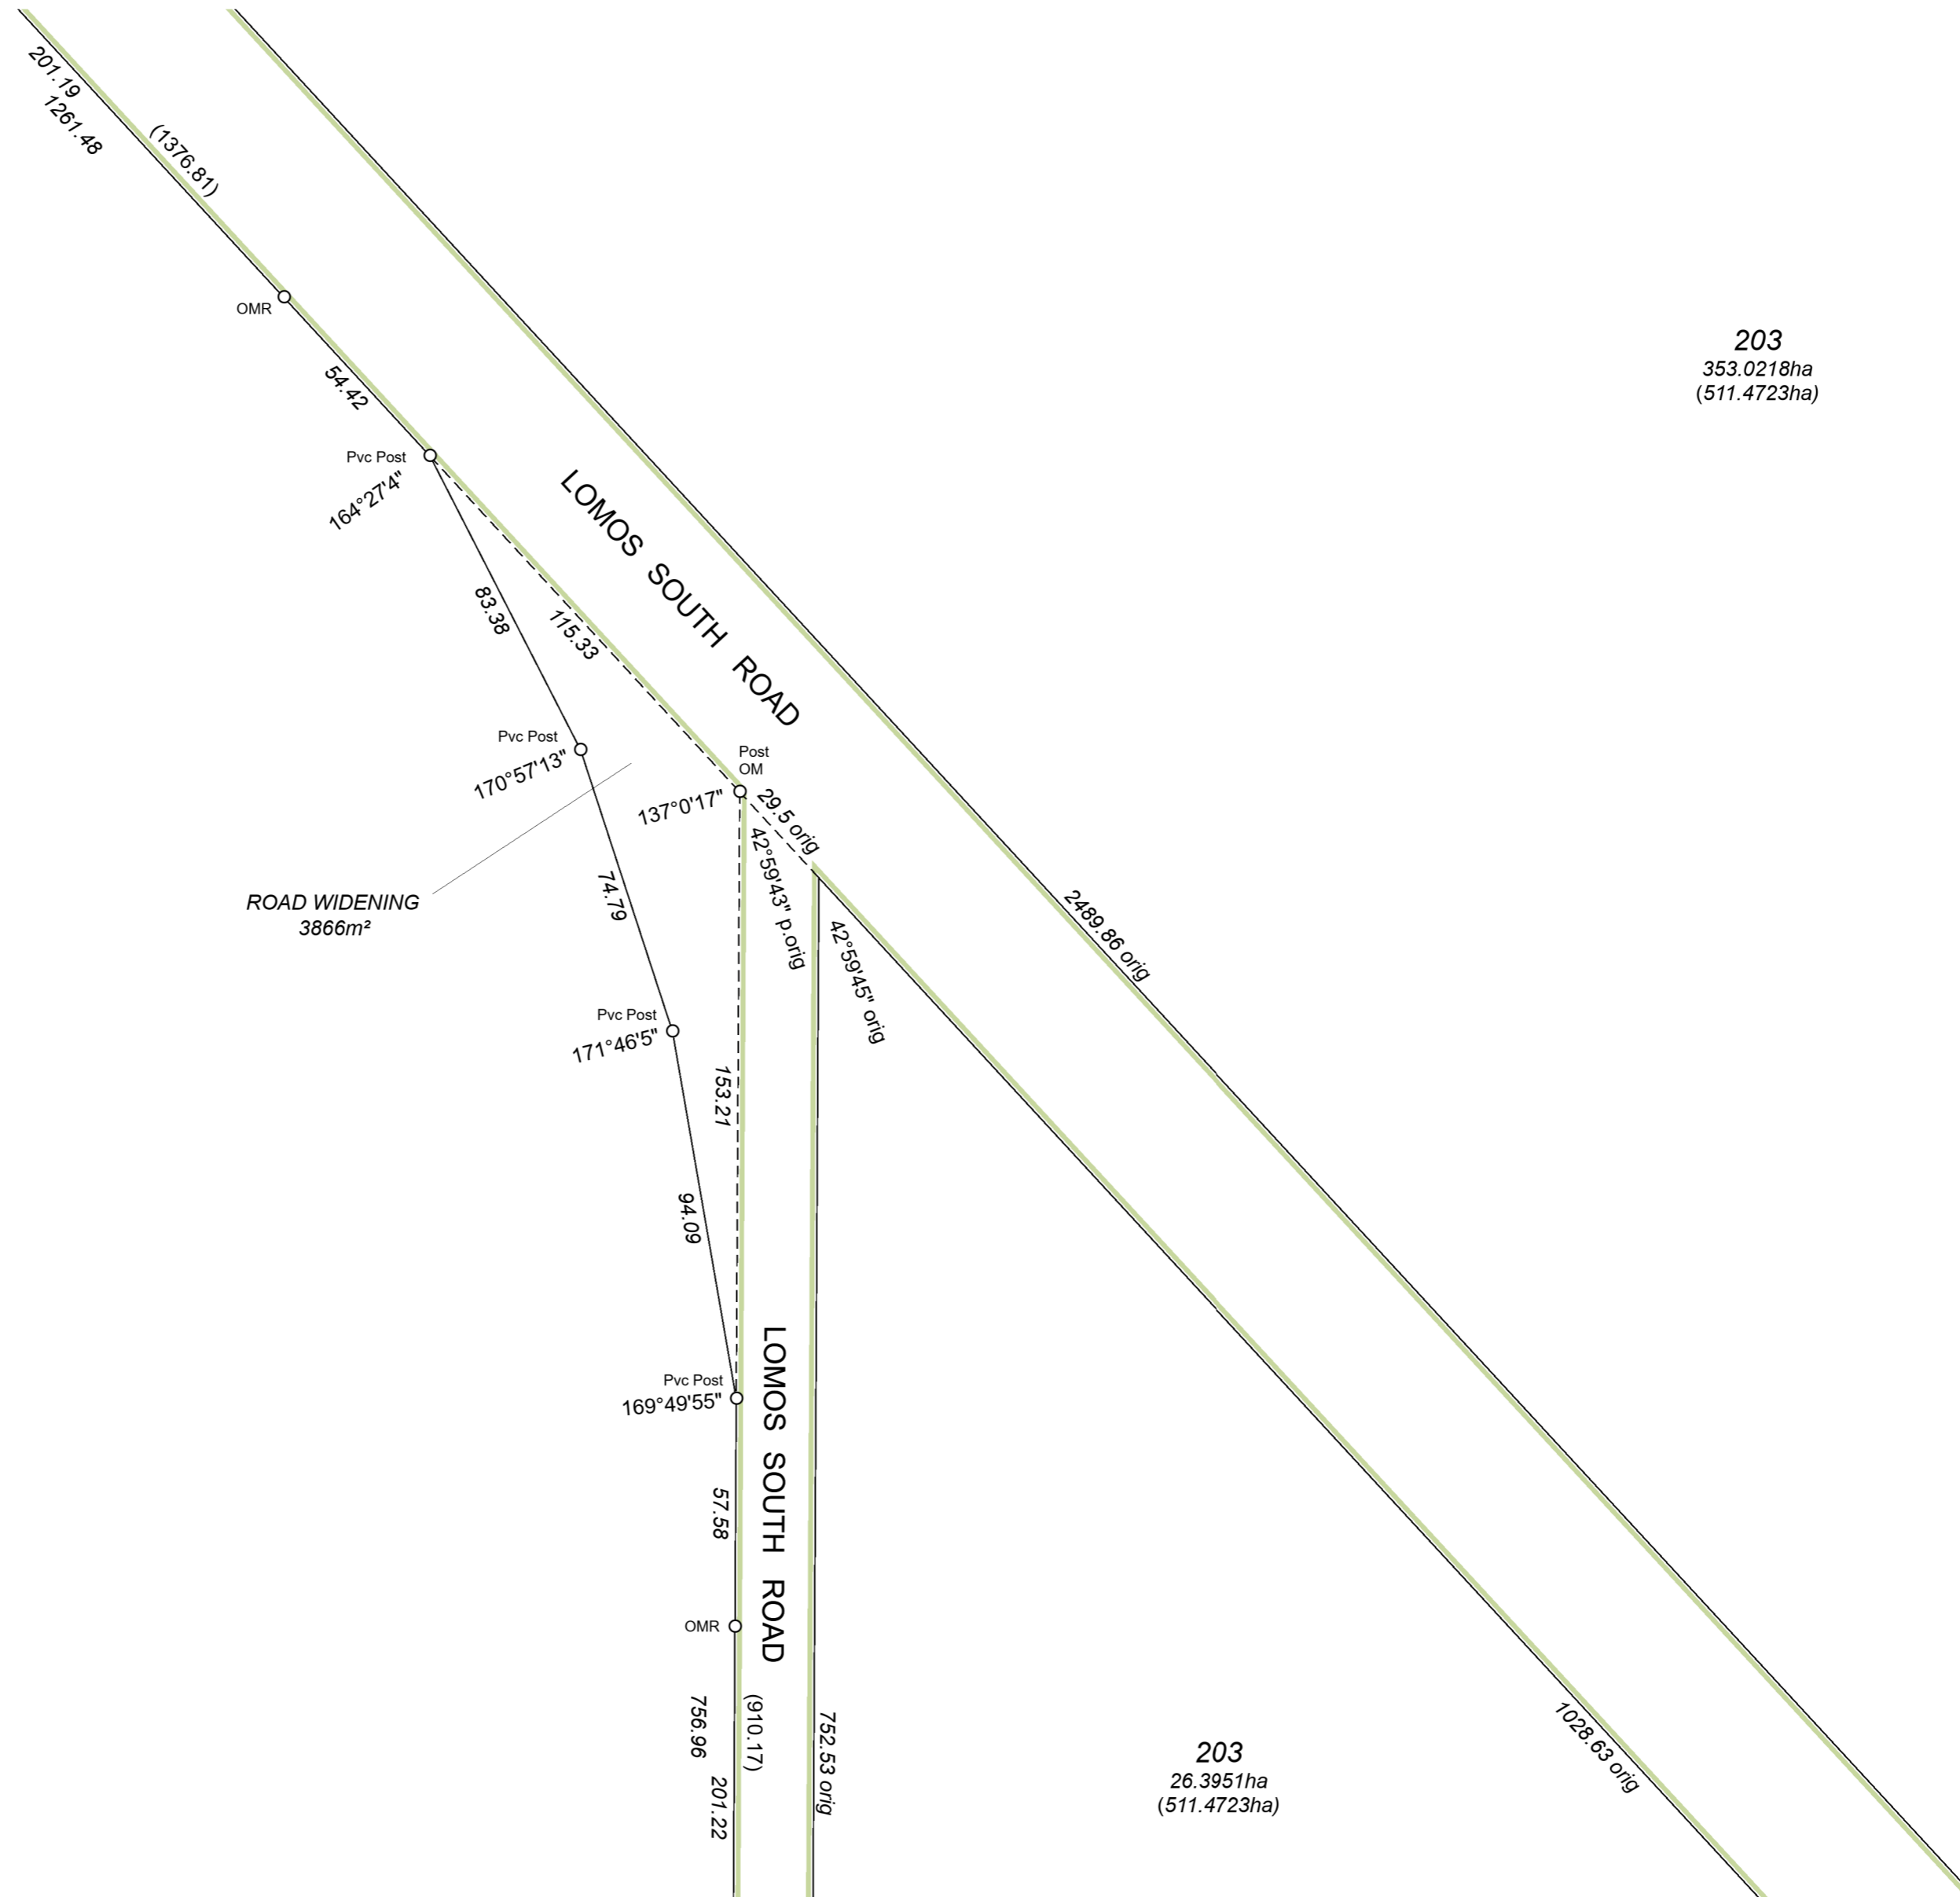 201.19
1261.48
(1376.81)
OMR
203
353.0218ha
(511.4723ha)
54.42
Pvc Post
164°27'4"
LOMOS SOUTH ROAD
83.38
115.33
Pvc Post
170°57'13"
Post
OM
137°0'17"
29.5 orig
42°59'43" p.orig
ROAD WIDENING
3866m²
74.79
42°59'45" orig
2489.86 orig
Pvc Post
171°46'5"
153.21
94.09
LOMOS SOUTH ROAD
Pvc Post
169°49'55"
57.58
OMR
756.96
(910.17)
201.22
752.53 orig
203
26.3951ha
(511.4723ha)
1028.63 orig